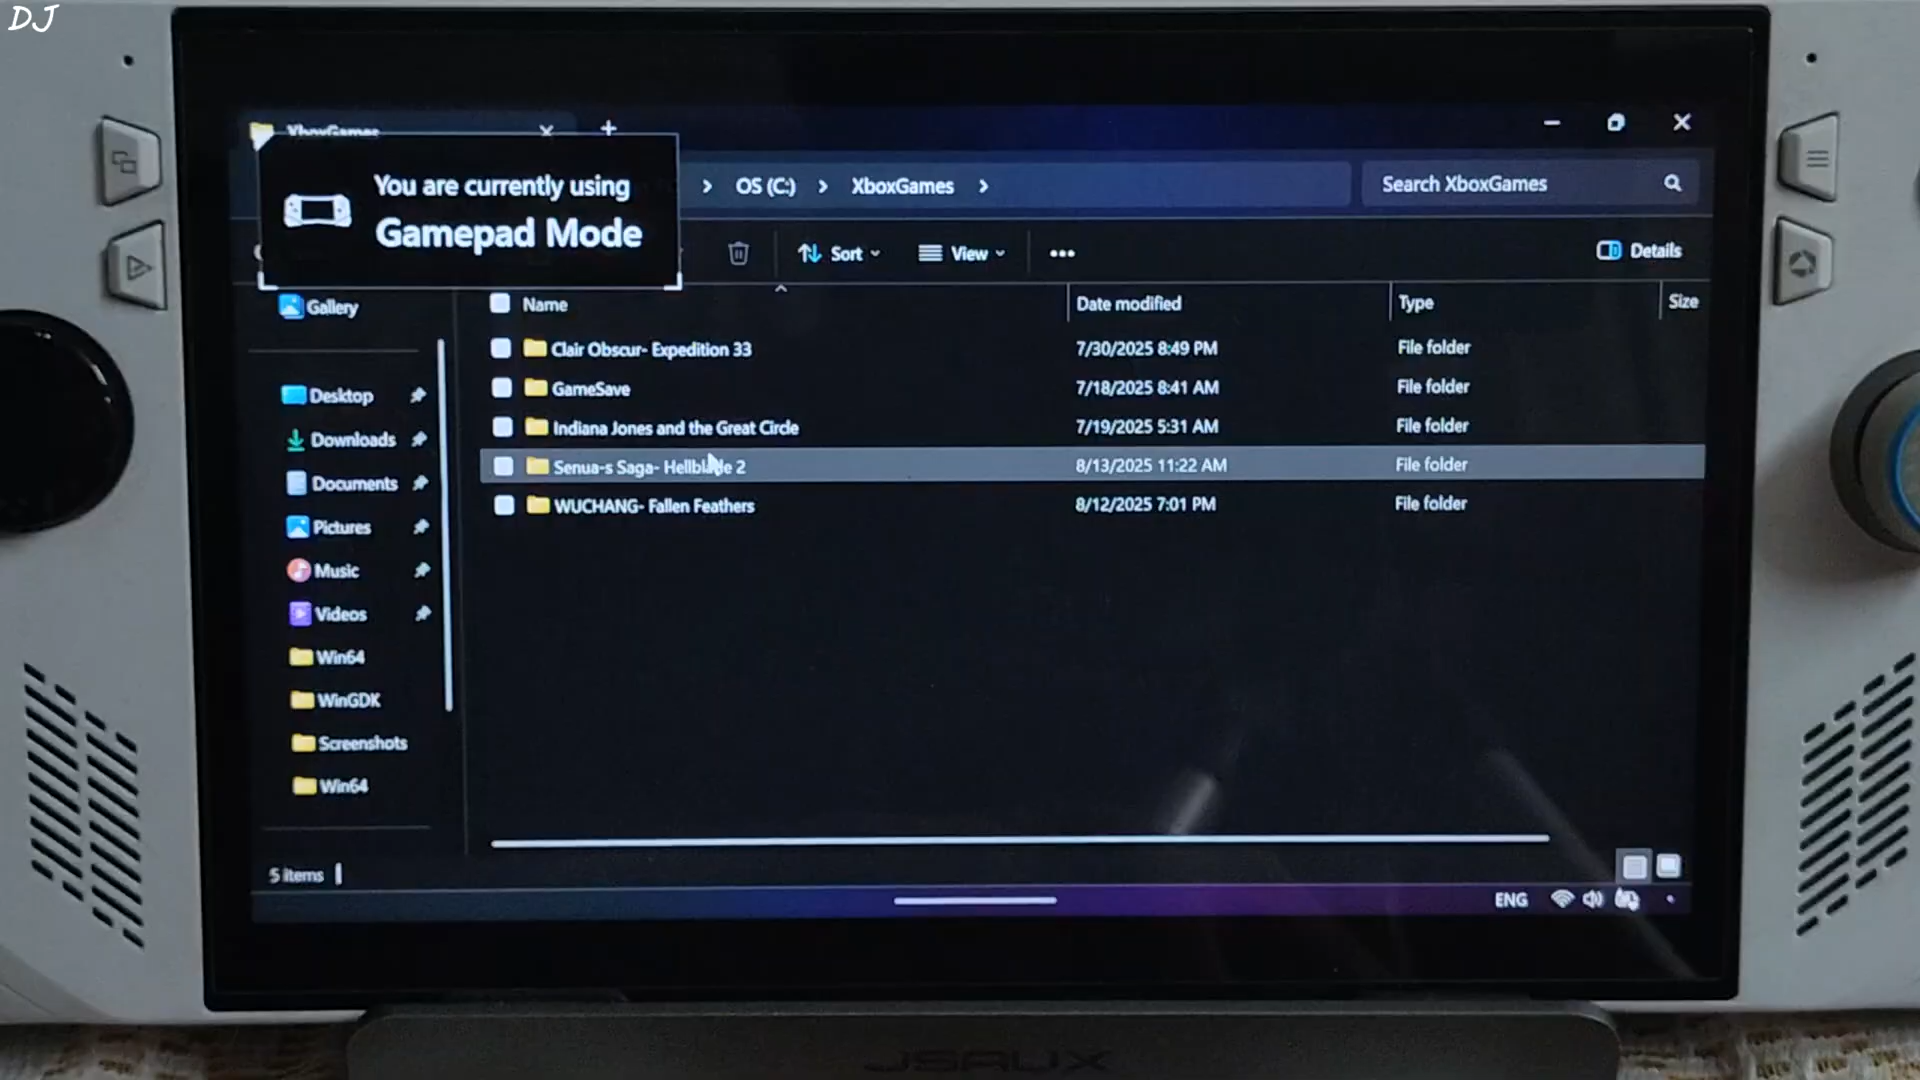 DJ
XboxGames
You are currently using
Gamepad Mode
OS (C:)
XboxGames
Search XboxGames
Sort
View
Details
Gallery
Name
Date modified
Type
Size
Clair Obscur- Expedition 33
7/30/2025 8:49 PM
File folder
GameSave
7/18/2025 8:41 AM
File folder
Indiana Jones and the Great Circle
7/19/2025 5:31 AM
File folder
Senua-s Saga- Hellblade 2
8/13/2025 11:22 AM
File folder
WUCHANG- Fallen Feathers
8/12/2025 7:01 PM
File folder
Desktop
Downloads
Documents
Pictures
Music
Videos
Win64
WinGDK
Screenshots
Win64
5 items
ENG
JSAUX